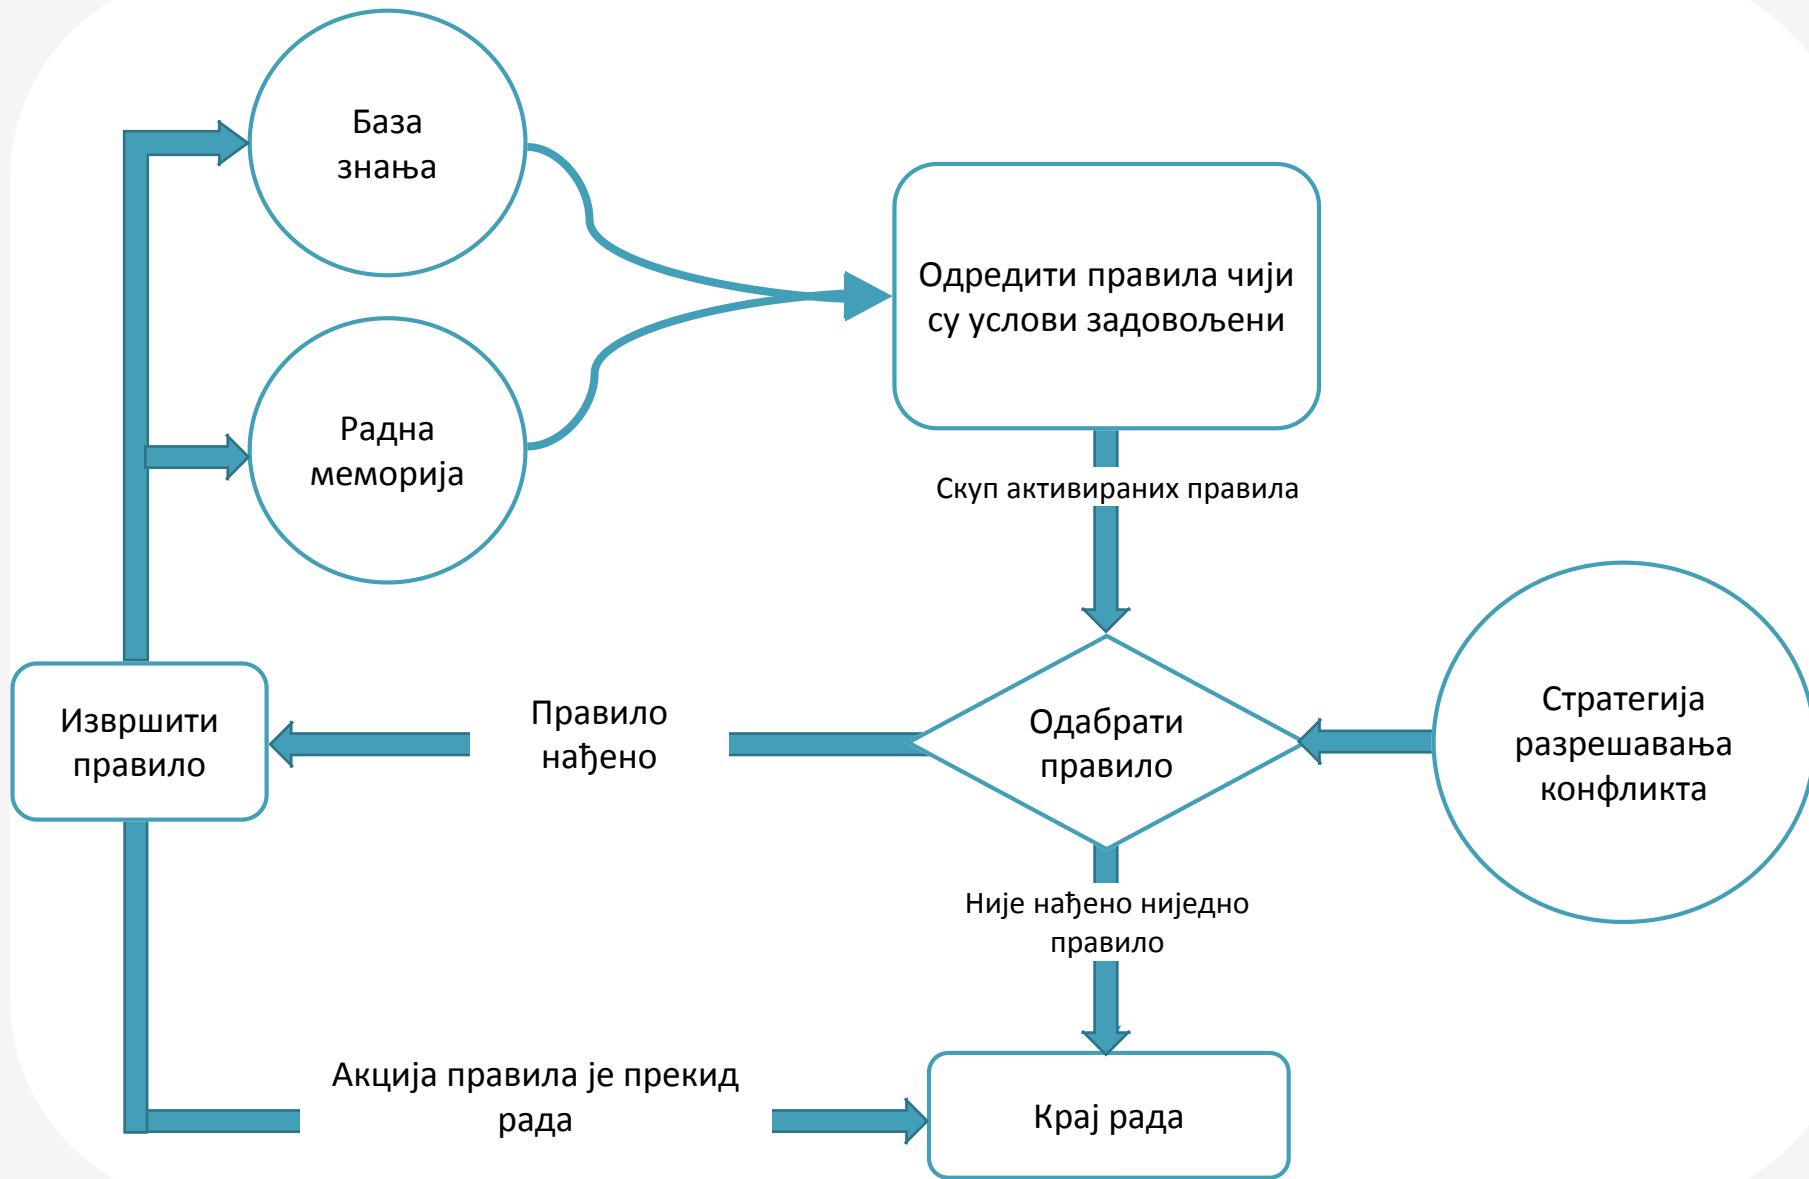 База
знања
Одредити правила чији
су услови задовољени
Радна
меморија
Скуп активираних правила
Стратегија
разрешавања
конфликта
Одабрати
правило
Правило
нађено
Извршити
правило
Није нађено ниједно
правило
Акција правила је прекид
рада
Крај рада